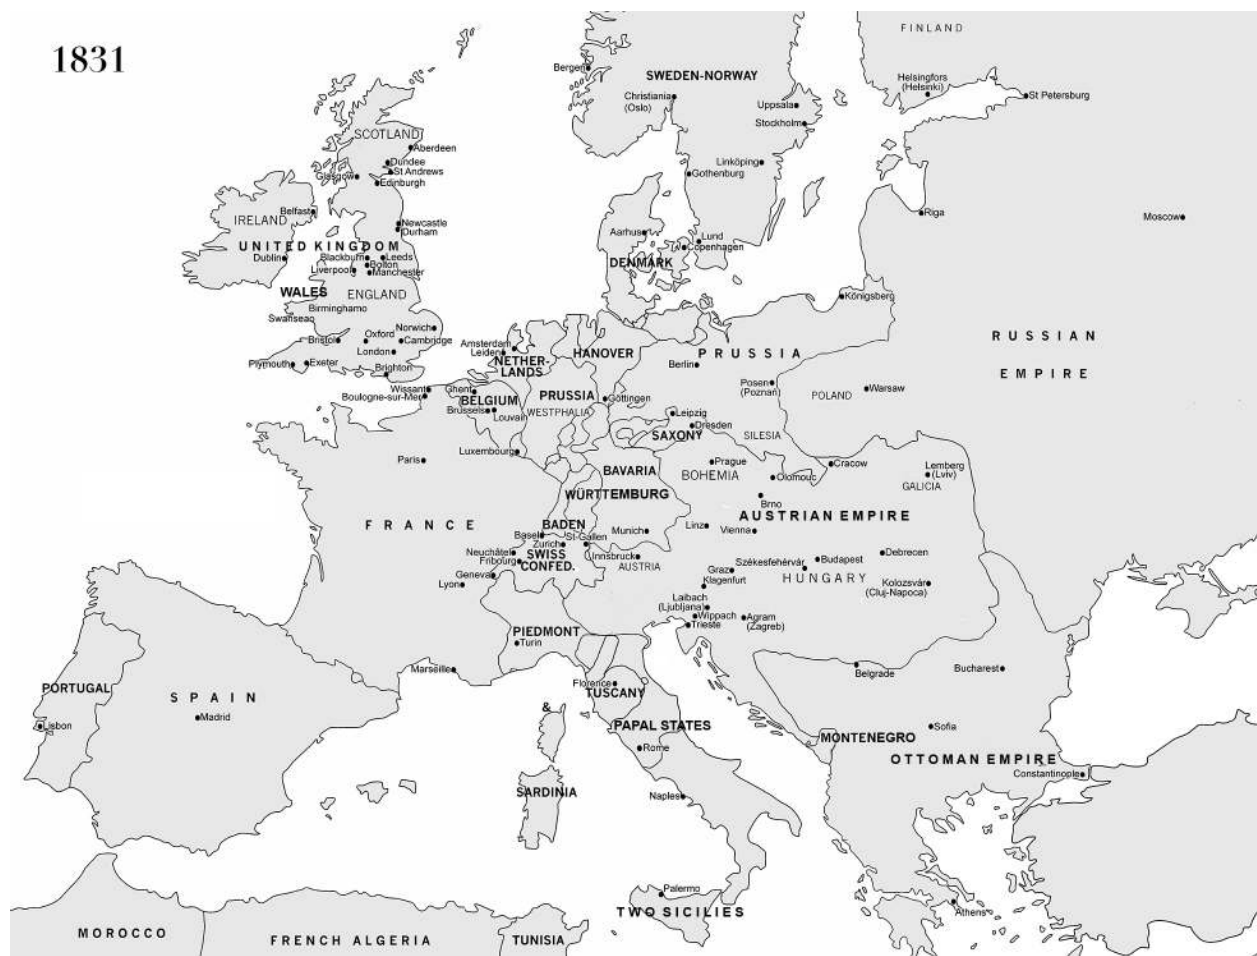 1831
FINLAND
Bergen
SWEDEN-NORWAY
Helsingfors
(Helsinki)
St Petersburg
Christiania
(Oslo)
Uppsala
Stockholm
SCOTLAND
Aberdeen
Dundee
St Andrews
Glasgow
Edinburgh
Linköping
Gothenburg
IRELAND
Belfast
Newcastle
Durham
Riga
Moscow
Aarhus
Lund
Copenhagen
DENMARK
UNITED KINGDOM
Dublin
Blackburn
Leeds
Bolton
Liverpool
Manchester
WALES
ENGLAND
Königsberg
Birminghamo
Swanseao
Bristol
Oxford
Norwich
Cambridge
London
Plymouth
Exeter
Brighton
Amsterdam
Leiden
NETHER-
LANDS
HANOVER
PRUSSIA
Berlin
RUSSIAN
EMPIRE
Posen
(Poznań)
POLAND
Warsaw
Wissant
Boulogne-sur-Mer
Ghent
BELGIUM
Brussels
Louvain
PRUSSIA
WESTPHALIA
Göttingen
Leipzig
Dresden
SAXONY
SILESIA
Luxembourg
Paris
BAVARIA
Prague
BOHEMIA
Olomouc
Cracow
Lemberg
(Lviv)
GALICIA
WÜRTTEMBURG
Brno
AUSTRIAN EMPIRE
FRANCE
BADEN
Basel
St-Gallen
Zurich
Munich
Linz
Vienna
Neuchâtel
Fribourg
SWISS
CONFED.
Innsbruck
AUSTRIA
Geneva
Lyon
Graz
Klagenfurt
Székesfehérvár
Budapest
HUNGARY
Debrecen
Kolozsvár
(Cluj-Napoca)
Laibach
(Ljubljana)
Wippach
Trieste
Agram
(Zagreb)
PIEDMONT
Turin
Marseille
Belgrade
Bucharest
PORTUGAL
SPAIN
Lisbon
Madrid
Florence
TUSCANY
&
PAPAL STATES
Rome
MONTENEGRO
Sofia
OTTOMAN EMPIRE
Constantinople
SARDINIA
Naples
Palermo
TWO SICILIES
Athens
MOROCCO
FRENCH ALGERIA
TUNISIA